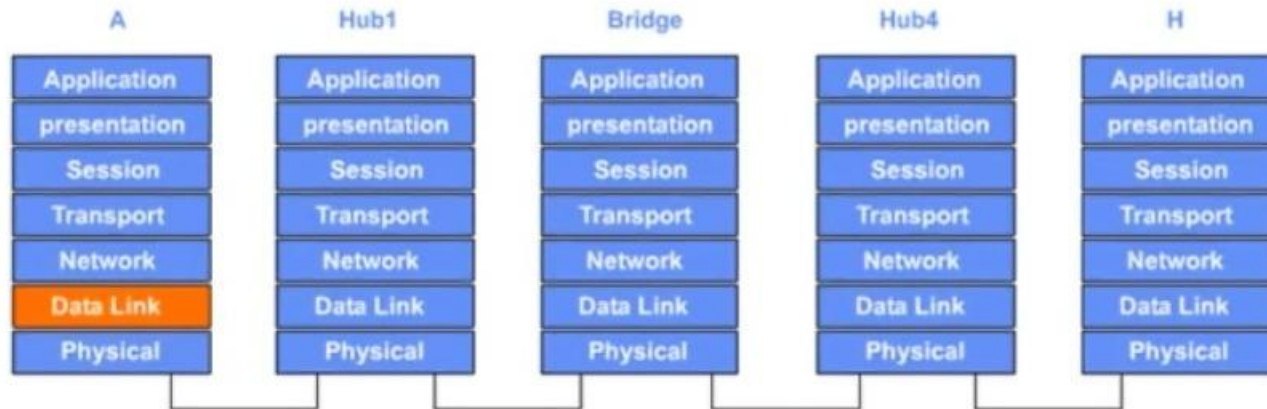 A Hub1 Bridge Hub4 H
Application Application Application Application Application
presentation presentation presentation presentation presentation
Session Session Session Session Session
Transport Transport Transport Transport Transport
Network Network Network Network Network
Data Link Data Link Data Link Data Link Data Link
Physical Physical Physical Physical Physical